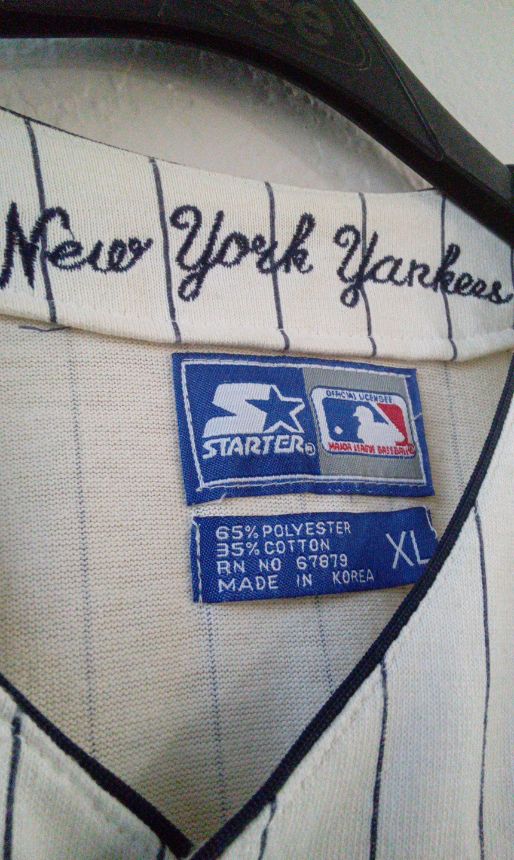 New York Yankees
STARTER®
OFFICIAL LICENSEE
MAJOR LEAGUE BASEBALL
65% POLYESTER
35% COTTON
RN NO 67879
MADE IN KOREA
XL